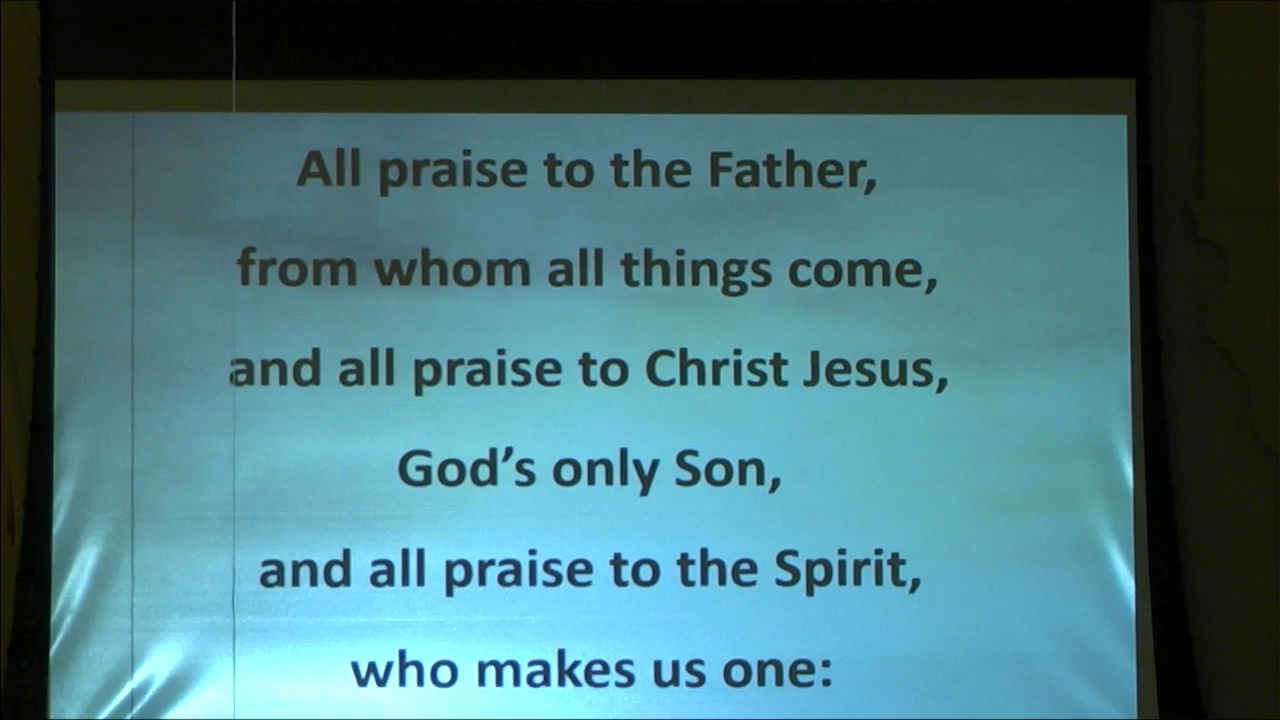 All praise to the Father,
from whom all things come,
and all praise to Christ Jesus,
God’s only Son,
and all praise to the Spirit,
who makes us one: